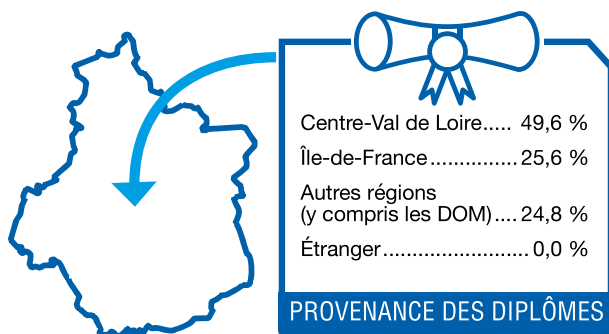 Centre-Val de Loire..... 49,6 %
Île-de-France............... 25,6 %
Autres régions
(y compris les DOM).... 24,8 %
Étranger......................... 0,0 %
PROVENANCE DES DIPLÔMES